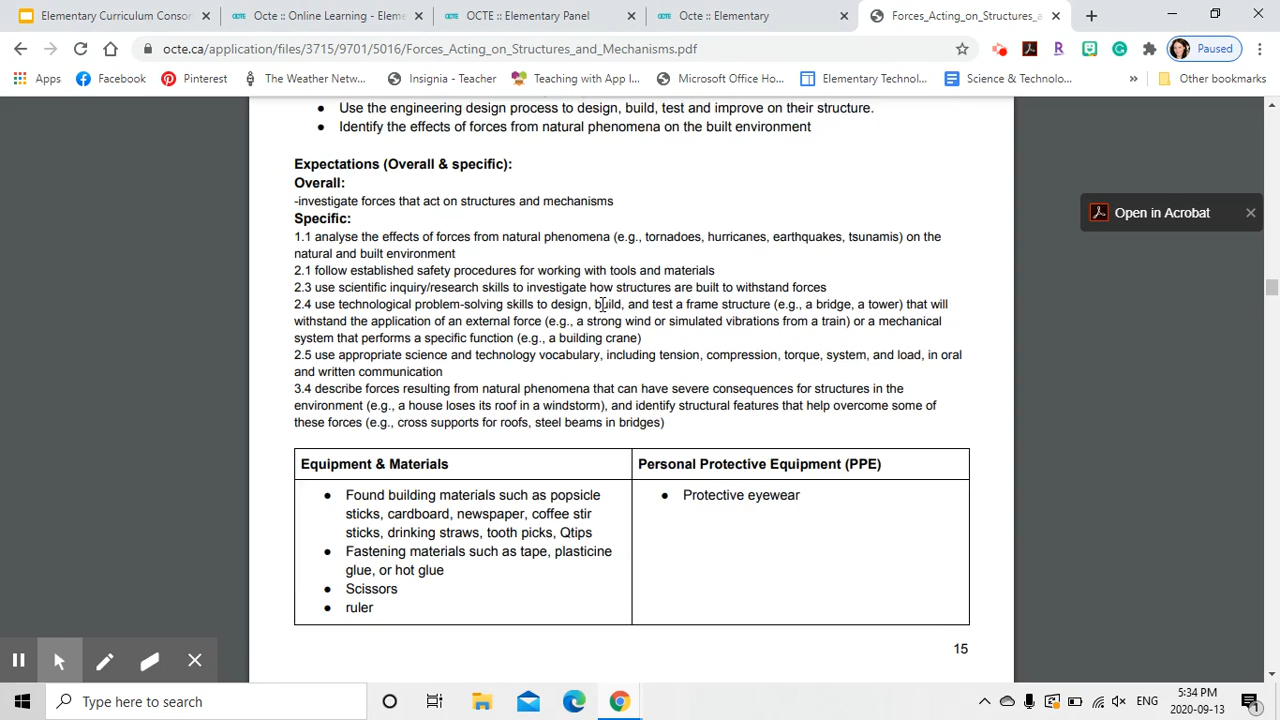 Elementary Curriculum Consor
Octe :: Online Learning - Eleme
OCTE :: Elementary Panel
Octe :: Elementary
Forces_Acting_on_Structures_a
octe.ca/application/files/3715/9701/5016/Forces_Acting_on_Structures_and_Mechanisms.pdf
Paused
Apps
Facebook
Pinterest
The Weather Netw...
Insignia - Teacher
Teaching with App I...
Microsoft Office Ho...
Elementary Technol...
Science & Technolo...
»
Other bookmarks
● Use the engineering design process to design, build, test and improve on their structure.
● Identify the effects of forces from natural phenomena on the built environment
Expectations (Overall & specific):
Overall:
-investigate forces that act on structures and mechanisms
Specific:
1.1 analyse the effects of forces from natural phenomena (e.g., tornadoes, hurricanes, earthquakes, tsunamis) on the
natural and built environment
2.1 follow established safety procedures for working with tools and materials
2.3 use scientific inquiry/research skills to investigate how structures are built to withstand forces
2.4 use technological problem-solving skills to design, build, and test a frame structure (e.g., a bridge, a tower) that will
withstand the application of an external force (e.g., a strong wind or simulated vibrations from a train) or a mechanical
system that performs a specific function (e.g., a building crane)
2.5 use appropriate science and technology vocabulary, including tension, compression, torque, system, and load, in oral
and written communication
3.4 describe forces resulting from natural phenomena that can have severe consequences for structures in the
environment (e.g., a house loses its roof in a windstorm), and identify structural features that help overcome some of
these forces (e.g., cross supports for roofs, steel beams in bridges)
Equipment & Materials
● Found building materials such as popsicle
sticks, cardboard, newspaper, coffee stir
sticks, drinking straws, tooth picks, Qtips
● Fastening materials such as tape, plasticine
glue, or hot glue
● Scissors
● ruler
Personal Protective Equipment (PPE)
● Protective eyewear
15
Open in Acrobat
Type here to search
ENG
5:34 PM
2020-09-13